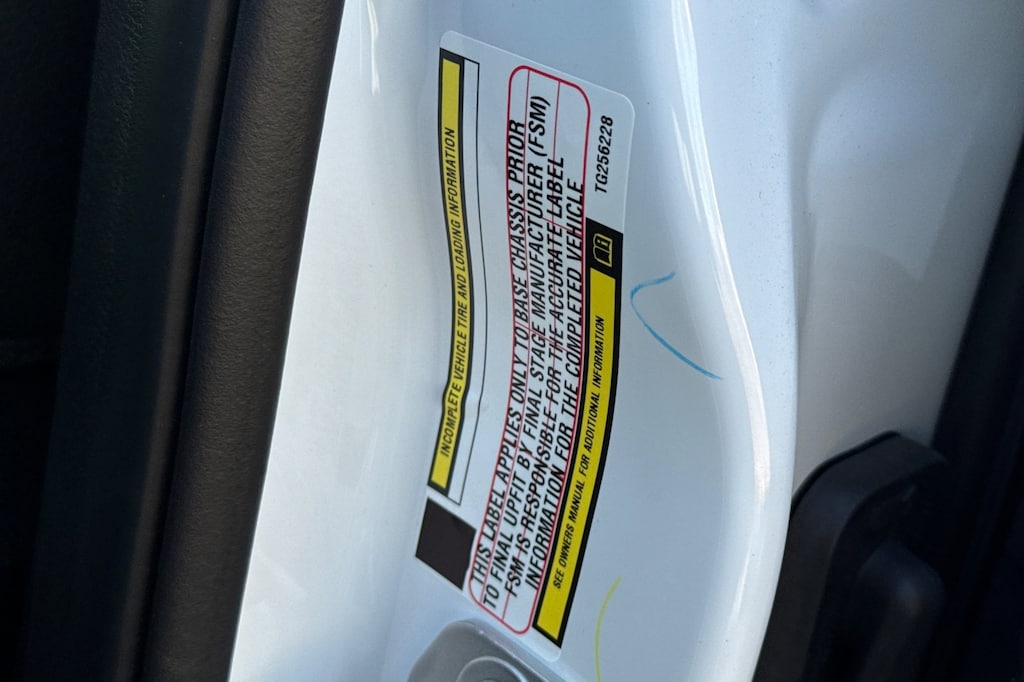 INCOMPLETE VEHICLE TIRE AND LOADING INFORMATION
THIS LABEL APPLIES ONLY TO BASE CHASSIS PRIOR
TO FINAL UPFIT BY FINAL STAGE MANUFACTURER (FSM)
FSM IS RESPONSIBLE FOR THE ACCURATE LABEL
INFORMATION FOR THE COMPLETED VEHICLE
SEE OWNERS MANUAL FOR ADDITIONAL INFORMATION
TG256228